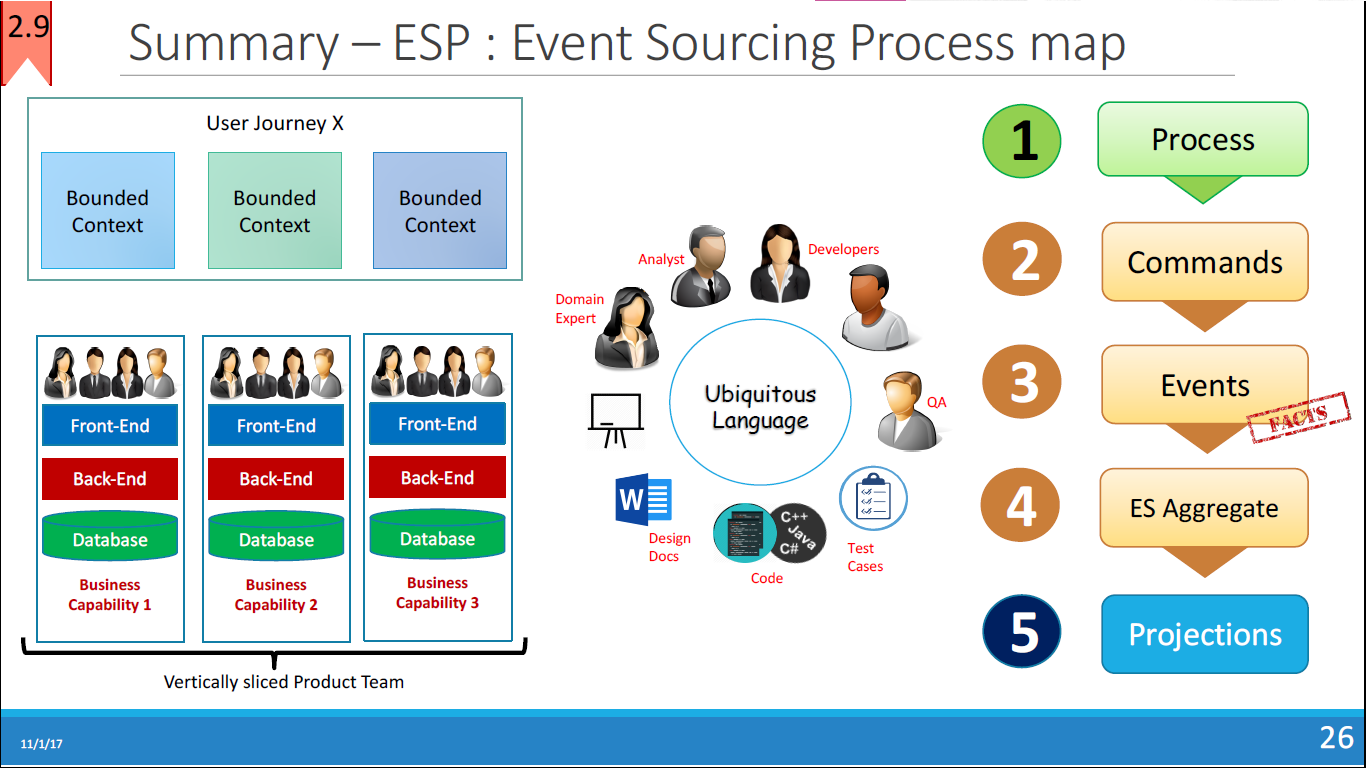 2.9
Summary – ESP : Event Sourcing Process map
User Journey X
Bounded
Context
Bounded
Context
Bounded
Context
Front-End
Back-End
Database
Business
Capability 1
Front-End
Back-End
Database
Business
Capability 2
Front-End
Back-End
Database
Business
Capability 3
Vertically sliced Product Team
Analyst
Developers
Domain
Expert
Ubiquitous
Language
QA
W
Design
Docs
C++
Java
C#
Code
Test
Cases
1
Process
2
Commands
3
Events
FACTS
4
ES Aggregate
5
Projections
11/1/17
26